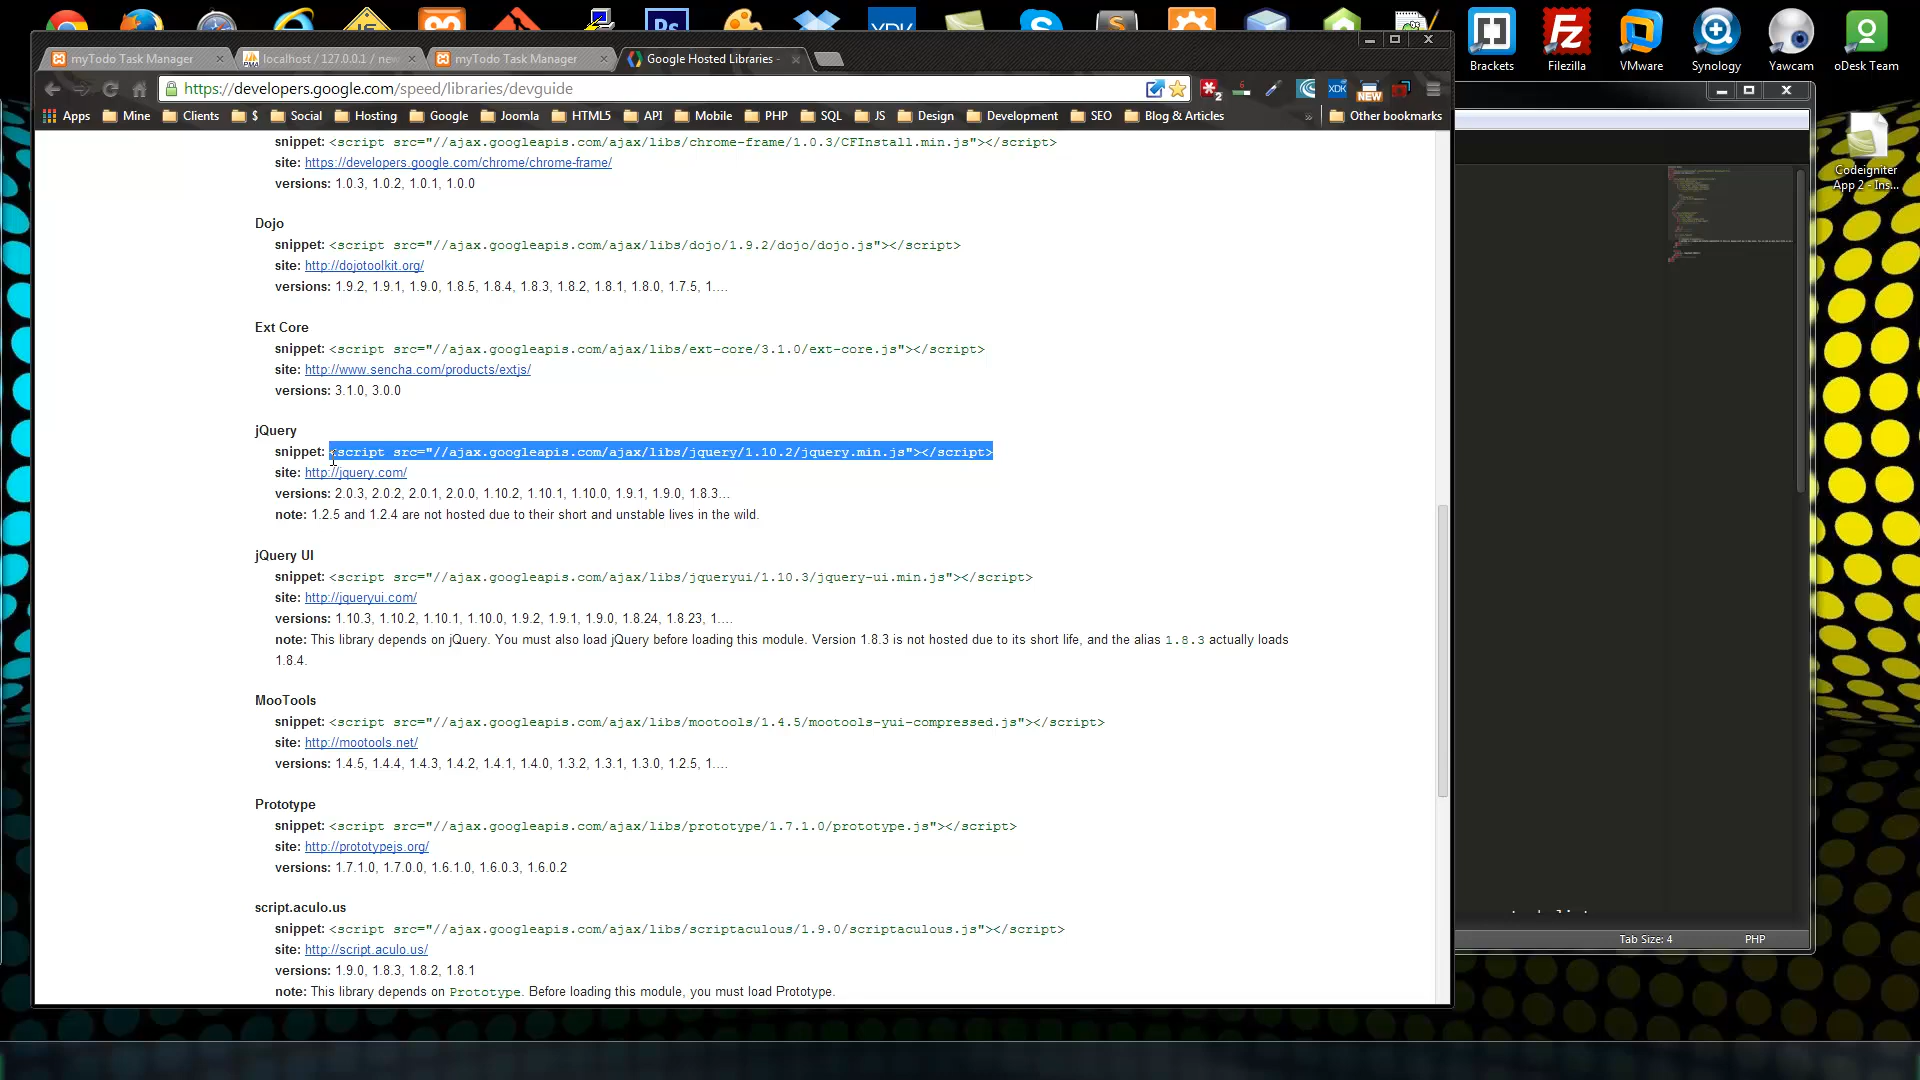 Brackets
Filezilla
VMware
Synology
Yawcam
oDesk Team
myTodo Task Manager
localhost / 127.0.0.1 / new
myTodo Task Manager
Google Hosted Libraries -
https://developers.google.com/speed/libraries/devguide
Apps Mine Clients $ Social Hosting Google Joomla HTML5 API Mobile PHP SQL JS Design Development SEO Blog & Articles » Other bookmarks
snippet: <script src="//ajax.googleapis.com/ajax/libs/chrome-frame/1.0.3/CFInstall.min.js"></script>
site: https://developers.google.com/chrome/chrome-frame/
versions: 1.0.3, 1.0.2, 1.0.1, 1.0.0
Dojo
snippet: <script src="//ajax.googleapis.com/ajax/libs/dojo/1.9.2/dojo/dojo.js"></script>
site: http://dojotoolkit.org/
versions: 1.9.2, 1.9.1, 1.9.0, 1.8.5, 1.8.4, 1.8.3, 1.8.2, 1.8.1, 1.8.0, 1.7.5, 1....
Ext Core
snippet: <script src="//ajax.googleapis.com/ajax/libs/ext-core/3.1.0/ext-core.js"></script>
site: http://www.sencha.com/products/extjs/
versions: 3.1.0, 3.0.0
jQuery
snippet: <script src="//ajax.googleapis.com/ajax/libs/jquery/1.10.2/jquery.min.js"></script>
site: http://jquery.com/
versions: 2.0.3, 2.0.2, 2.0.1, 2.0.0, 1.10.2, 1.10.1, 1.10.0, 1.9.1, 1.9.0, 1.8.3...
note: 1.2.5 and 1.2.4 are not hosted due to their short and unstable lives in the wild.
jQuery UI
snippet: <script src="//ajax.googleapis.com/ajax/libs/jqueryui/1.10.3/jquery-ui.min.js"></script>
site: http://jqueryui.com/
versions: 1.10.3, 1.10.2, 1.10.1, 1.10.0, 1.9.2, 1.9.1, 1.9.0, 1.8.24, 1.8.23, 1....
note: This library depends on jQuery. You must also load jQuery before loading this module. Version 1.8.3 is not hosted due to its short life, and the alias 1.8.3 actually loads
1.8.4.
MooTools
snippet: <script src="//ajax.googleapis.com/ajax/libs/mootools/1.4.5/mootools-yui-compressed.js"></script>
site: http://mootools.net/
versions: 1.4.5, 1.4.4, 1.4.3, 1.4.2, 1.4.1, 1.4.0, 1.3.2, 1.3.1, 1.3.0, 1.2.5, 1....
Prototype
snippet: <script src="//ajax.googleapis.com/ajax/libs/prototype/1.7.1.0/prototype.js"></script>
site: http://prototypejs.org/
versions: 1.7.1.0, 1.7.0.0, 1.6.1.0, 1.6.0.3, 1.6.0.2
script.aculo.us
snippet: <script src="//ajax.googleapis.com/ajax/libs/scriptaculous/1.9.0/scriptaculous.js"></script>
site: http://script.aculo.us/
versions: 1.9.0, 1.8.3, 1.8.2, 1.8.1
note: This library depends on Prototype. Before loading this module, you must load Prototype.
Codeigniter
App 2 - Ins...
Tab Size: 4
PHP